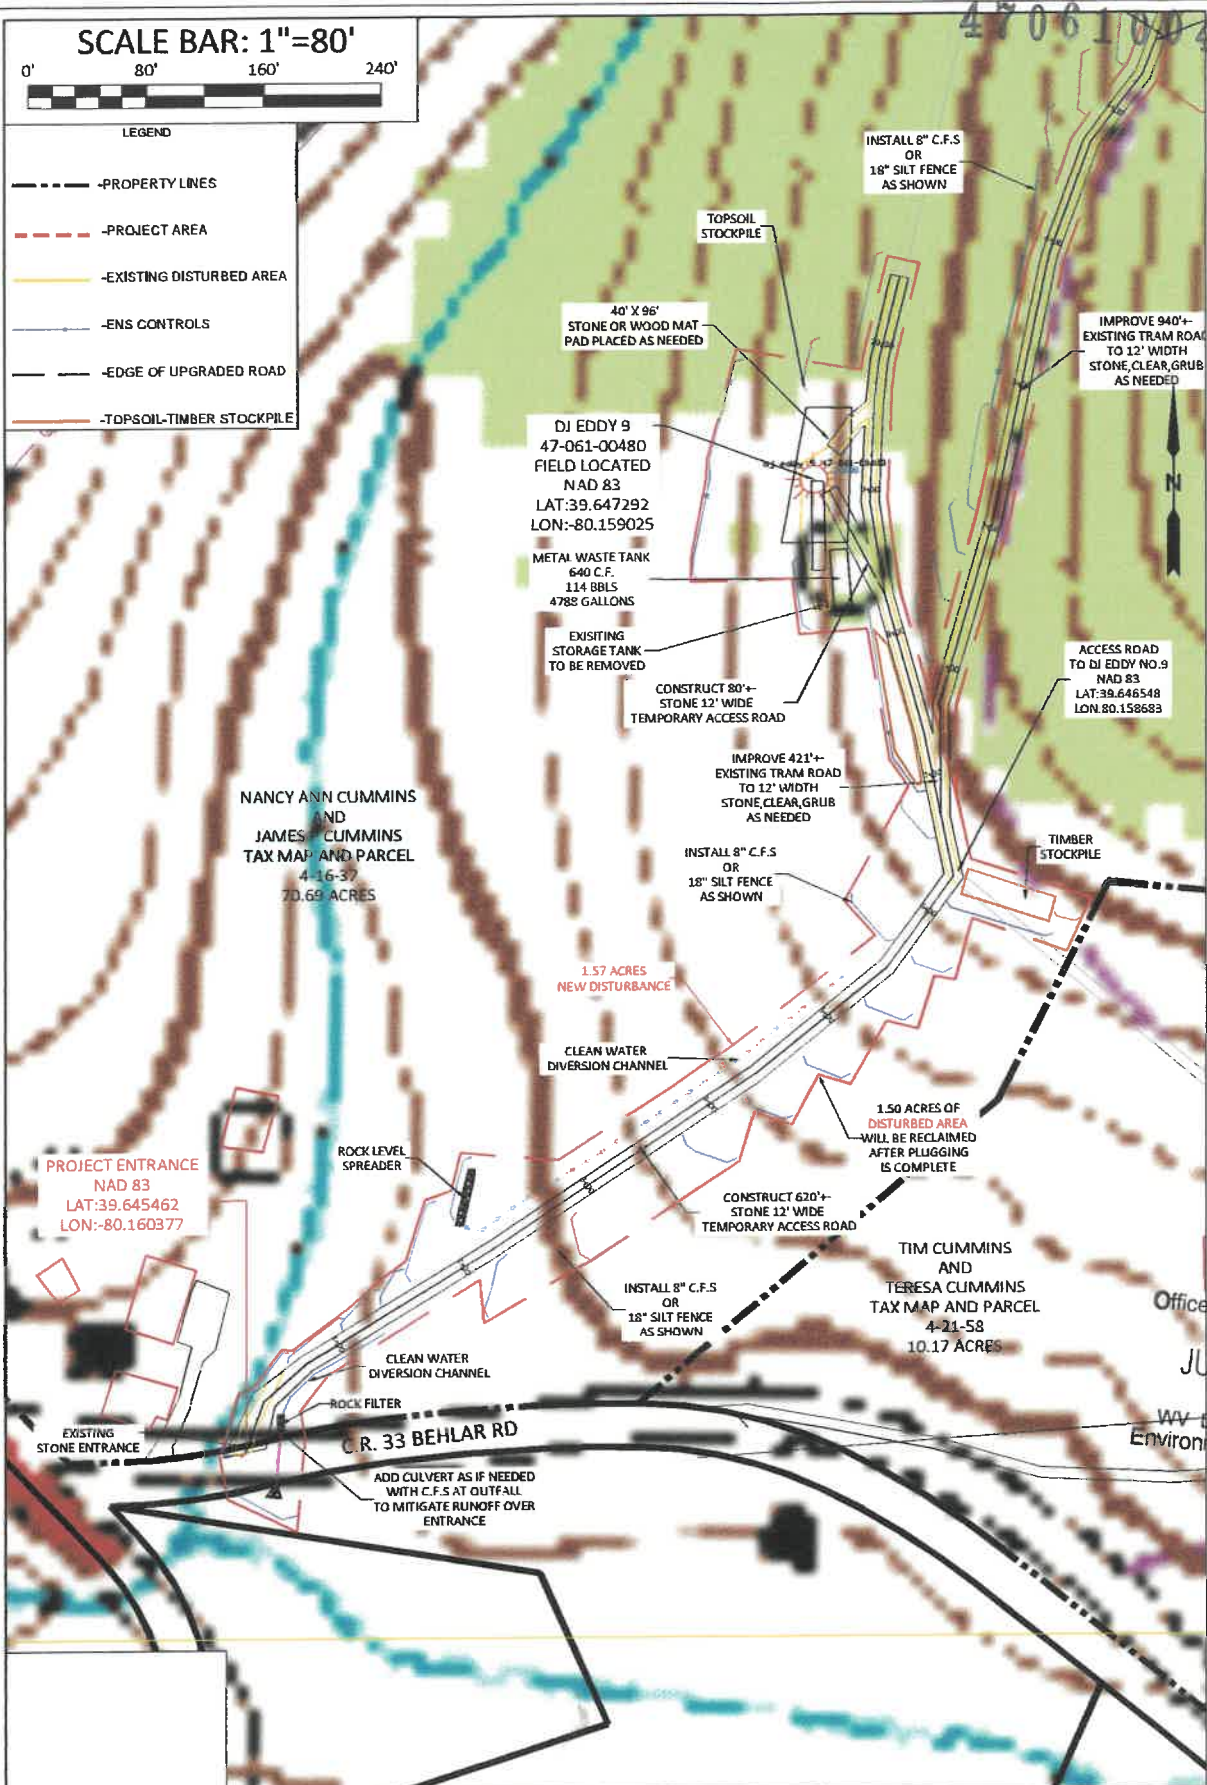 SCALE BAR: 1"=80'
0' 80' 160' 240'
LEGEND
-PROPERTY LINES
-PROJECT AREA
-EXISTING DISTURBED AREA
-ENS CONTROLS
-EDGE OF UPGRADED ROAD
-TOPSOIL-TIMBER STOCKPILE
4706100
INSTALL 8" C.F.S
OR
18" SILT FENCE
AS SHOWN
TOPSOIL
STOCKPILE
40' X 96'
STONE OR WOOD MAT
PAD PLACED AS NEEDED
IMPROVE 940'+-
EXISTING TRAM ROAD
TO 12' WIDTH
STONE,CLEAR,GRUB
AS NEEDED
N
DJ EDDY 9
47-061-00480
FIELD LOCATED
NAD 83
LAT:39.647292
LON:-80.159025
METAL WASTE TANK
640 C.F.
114 BBLS
4788 GALLONS
EXISITING
STORAGE TANK
TO BE REMOVED
CONSTRUCT 80'+-
STONE 12' WIDE
TEMPORARY ACCESS ROAD
ACCESS ROAD
TO DJ EDDY NO.9
NAD 83
LAT:39.646548
LON:80.158683
IMPROVE 421'+-
EXISTING TRAM ROAD
TO 12' WIDTH
STONE,CLEAR,GRUB
AS NEEDED
NANCY ANN CUMMINS
AND
JAMES CUMMINS
TAX MAP AND PARCEL
4-16-37
70.69 ACRES
TIMBER
STOCKPILE
INSTALL 8" C.F.S
OR
18" SILT FENCE
AS SHOWN
1.57 ACRES
NEW DISTURBANCE
CLEAN WATER
DIVERSION CHANNEL
1.50 ACRES OF
DISTURBED AREA
WILL BE RECLAIMED
AFTER PLUGGING
IS COMPLETE
ROCK LEVEL
SPREADER
PROJECT ENTRANCE
NAD 83
LAT:39.645462
LON:-80.160377
CONSTRUCT 620'+-
STONE 12' WIDE
TEMPORARY ACCESS ROAD
TIM CUMMINS
AND
TERESA CUMMINS
TAX MAP AND PARCEL
4-21-58
10.17 ACRES
INSTALL 8" C.F.S
OR
18" SILT FENCE
AS SHOWN
Office
JU
CLEAN WATER
DIVERSION CHANNEL
ROCK FILTER
EXISTING
STONE ENTRANCE
C.R. 33 BEHLAR RD
WV
Environ
ADD CULVERT AS IF NEEDED
WITH C.F.S AT OUTFALL
TO MITIGATE RUNOFF OVER
ENTRANCE